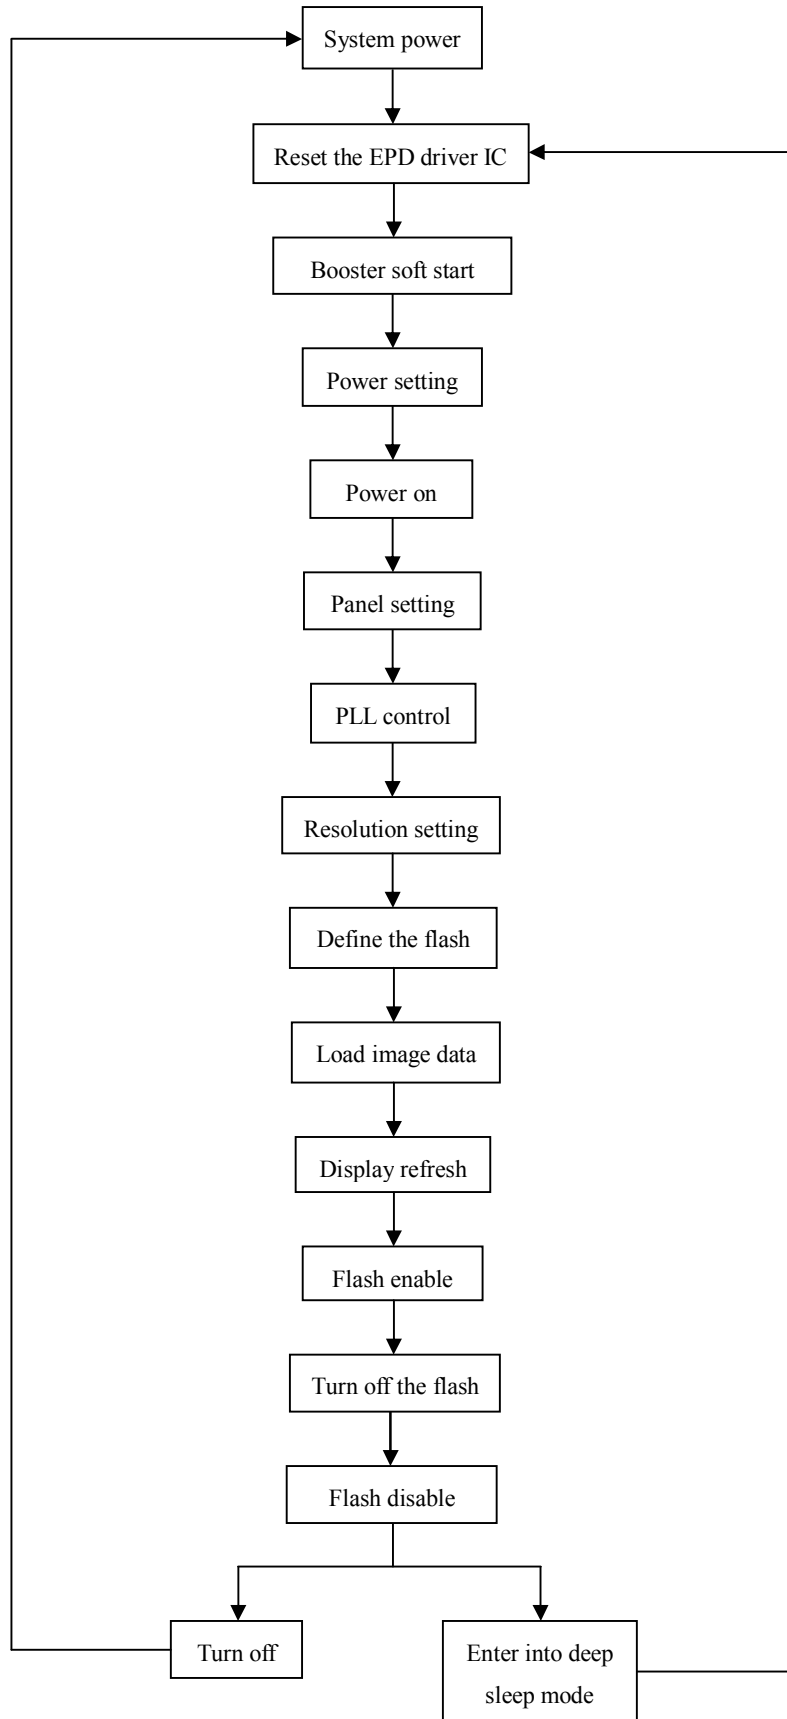 System power
Reset the EPD driver IC
Booster soft start
Power setting
Power on
Panel setting
PLL control
Resolution setting
Define the flash
Load image data
Display refresh
Flash enable
Turn off the flash
Flash disable
Turn off
Enter into deep
sleep mode